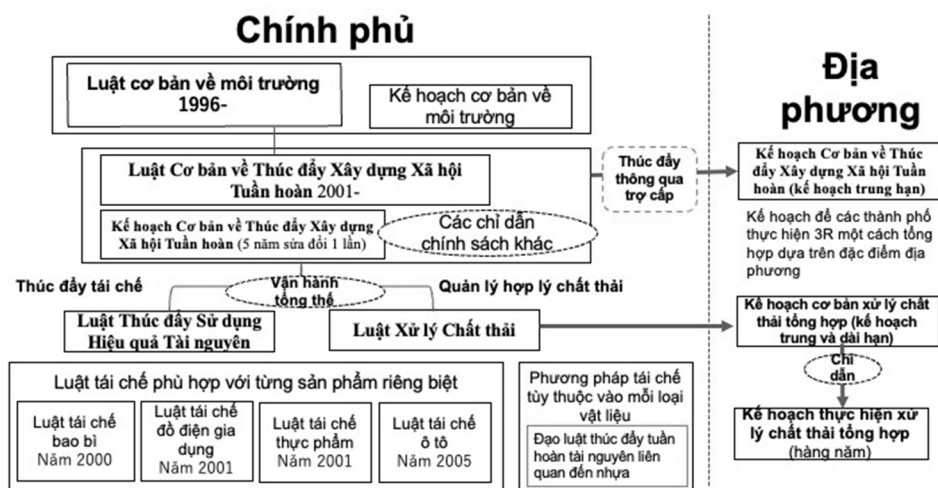 Chính phủ
Luật cơ bản về môi trường
1996-
Kế hoạch cơ bản về
môi trường
Luật Cơ bản về Thúc đẩy Xây dựng Xã hội
Tuần hoàn 2001-
Kế hoạch Cơ bản về Thúc đẩy Xây dựng
Xã hội Tuần hoàn (5 năm sửa dổi 1 lần)
Các chỉ dẫn
chính sách khác
Thúc đẩy
thông qua
trợ cấp
Thúc đẩy tái chế
Vận hành
tổng thế
Quản lý hợp lý chất thải
Luật Thúc đẩy Sử dụng
Hiệu quả Tài nguyên
Luật Xử lý Chất thải
Luật tái chế phù hợp với từng sản phẩm riêng biệt
Luật tái chế
bao bì
Năm 2000
Luật tái chế
đồ điện gia
dụng
Năm 2001
Luật tái chế
thực phẩm
Năm 2001
Luật tái chế
ô tô
Năm 2005
Phương pháp tái chế
tùy thuộc vào mỗi loại
vật liệu
Đạo luật thúc đẩy tuần
hoàn tài nguyên liên
quan đến nhựa
Địa
phương
Kế hoạch Cơ bản về Thúc
đẩy Xây dựng Xã hội Tuần
hoàn (kế hoạch trung hạn)
Kế hoạch để các thành phố
thực hiện 3R một cách tổng
hợp dựa trên đặc điểm địa
phương
Kế hoạch cơ bản xử lý chất
thải tổng hợp (kế hoạch
trung và dài hạn)
Chỉ
dẫn
Kế hoạch thực hiện xử
lý chất thải tổng hợp
(hàng năm)